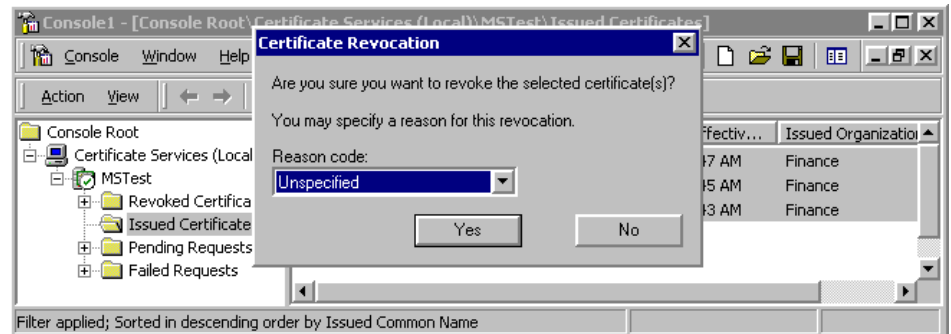 Console1 - [Console Root\Certificate Services (Local)\MSTest\Issued Certificates]
Certificate Revocation
Console Window Help
Action View
Are you sure you want to revoke the selected certificate(s)?
You may specify a reason for this revocation.
Reason code:
Unspecified
Yes No
Console Root
Certificate Services (Local
MSTest
Revoked Certifica
Issued Certificate
Pending Requests
Failed Requests
ffectiv... Issued Organization
47 AM Finance
45 AM Finance
43 AM Finance
Filter applied; Sorted in descending order by Issued Common Name